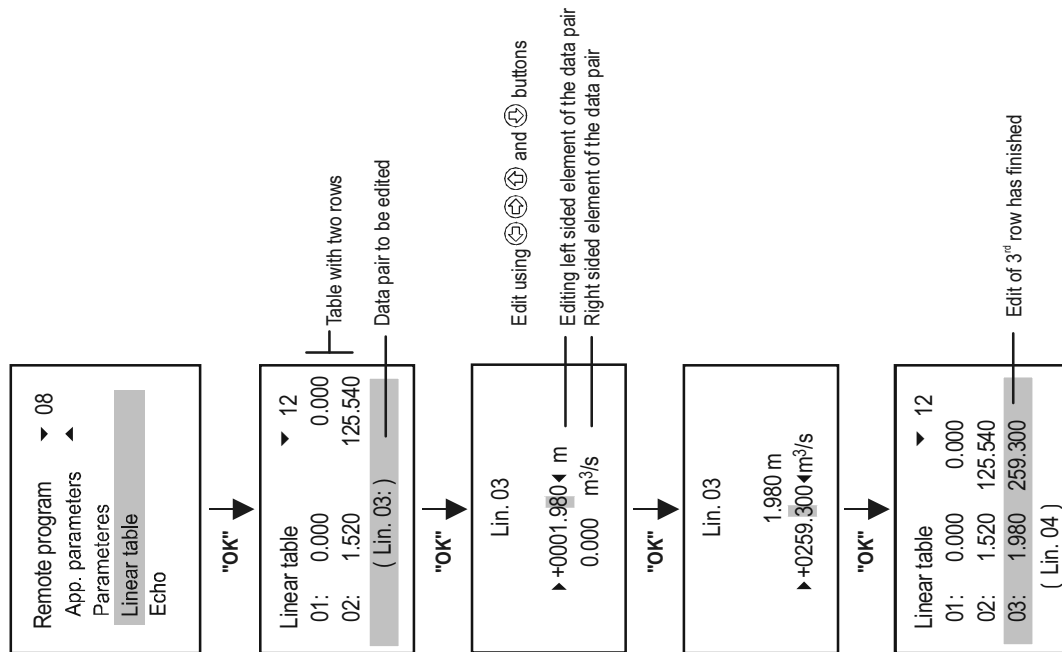 Remote program ▼ 08
App. parameters ▲
Parameteres
Linear table
Echo
"OK"
Linear table ▼ 12
01: 0.000 0.000
02: 1.520 125.540
( Lin. 03: )
Table with two rows
Data pair to be edited
"OK"
Lin. 03
▶+0001.980◀ m
0.000 m³/s
Edit using ⇦ ⇨ ⇧ and ⇩ buttons
Editing left sided element of the data pair
Right sided element of the data pair
"OK"
Lin. 03
1.980 m
▶+0259.300◀m³/s
"OK"
Linear table ▼ 12
01: 0.000 0.000
02: 1.520 125.540
03: 1.980 259.300
( Lin. 04 )
Edit of 3rd row has finished